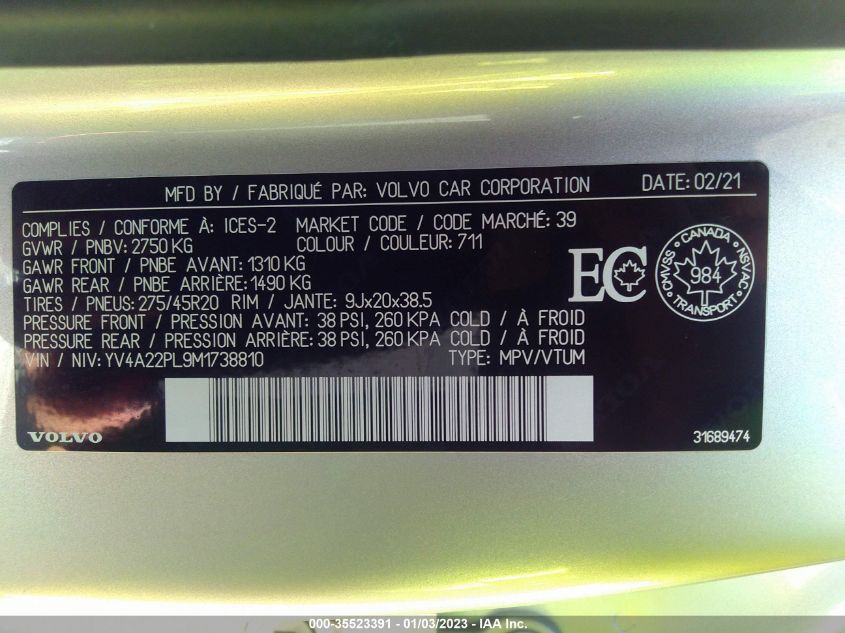 MFD BY / FABRIQUÉ PAR: VOLVO CAR CORPORATION DATE: 02/21
COMPLIES / CONFORME À: ICES-2 MARKET CODE / CODE MARCHÉ: 39
GVWR / PNBV: 2750 KG COLOUR / COULEUR: 711
GAWR FRONT / PNBE AVANT: 1310 KG
GAWR REAR / PNBE ARRIÈRE: 1490 KG
TIRES / PNEUS: 275/45R20 RIM / JANTE: 9Jx20x38.5
PRESSURE FRONT / PRESSION AVANT: 38 PSI, 260 KPA COLD / À FROID
PRESSURE REAR / PRESSION ARRIÈRE: 38 PSI, 260 KPA COLD / À FROID
VIN / NIV: YV4A22PL9M1738810 TYPE: MPV/VTUM
EC
CMVSS · CANADA · NSVAC
984
TRANSPORT
VOLVO
31689474
000-35523391 - 01/03/2023 - IAA Inc.